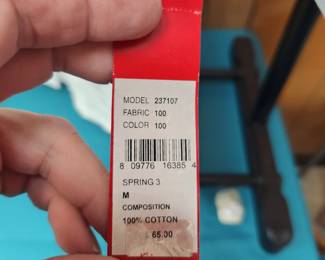 MODEL 237107
FABRIC 100
COLOR 100
8 09776 16385 4
SPRING 3
M
COMPOSITION
100% COTTON
$ 65.00